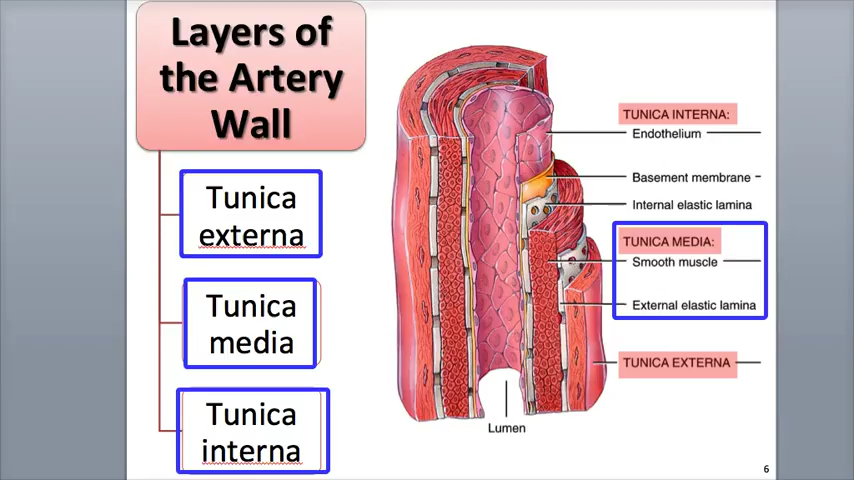 Layers of
the Artery
Wall
Tunica
externa
Tunica
media
Tunica
interna
TUNICA INTERNA:
Endothelium
Basement membrane
Internal elastic lamina
TUNICA MEDIA:
Smooth muscle
External elastic lamina
TUNICA EXTERNA
Lumen
6